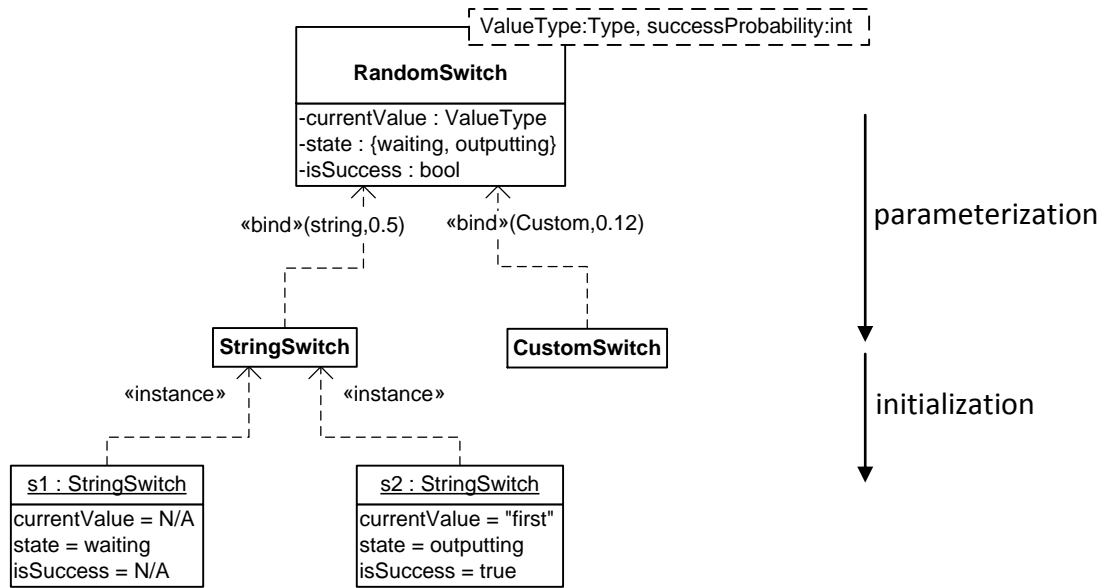 ValueType:Type, successProbability:int
RandomSwitch
-currentValue : ValueType
-state : {waiting, outputting}
-isSuccess : bool
«bind»(string,0.5)
«bind»(Custom,0.12)
parameterization
StringSwitch
CustomSwitch
«instance»
«instance»
initialization
s1 : StringSwitch
currentValue = N/A
state = waiting
isSuccess = N/A
s2 : StringSwitch
currentValue = "first"
state = outputting
isSuccess = true